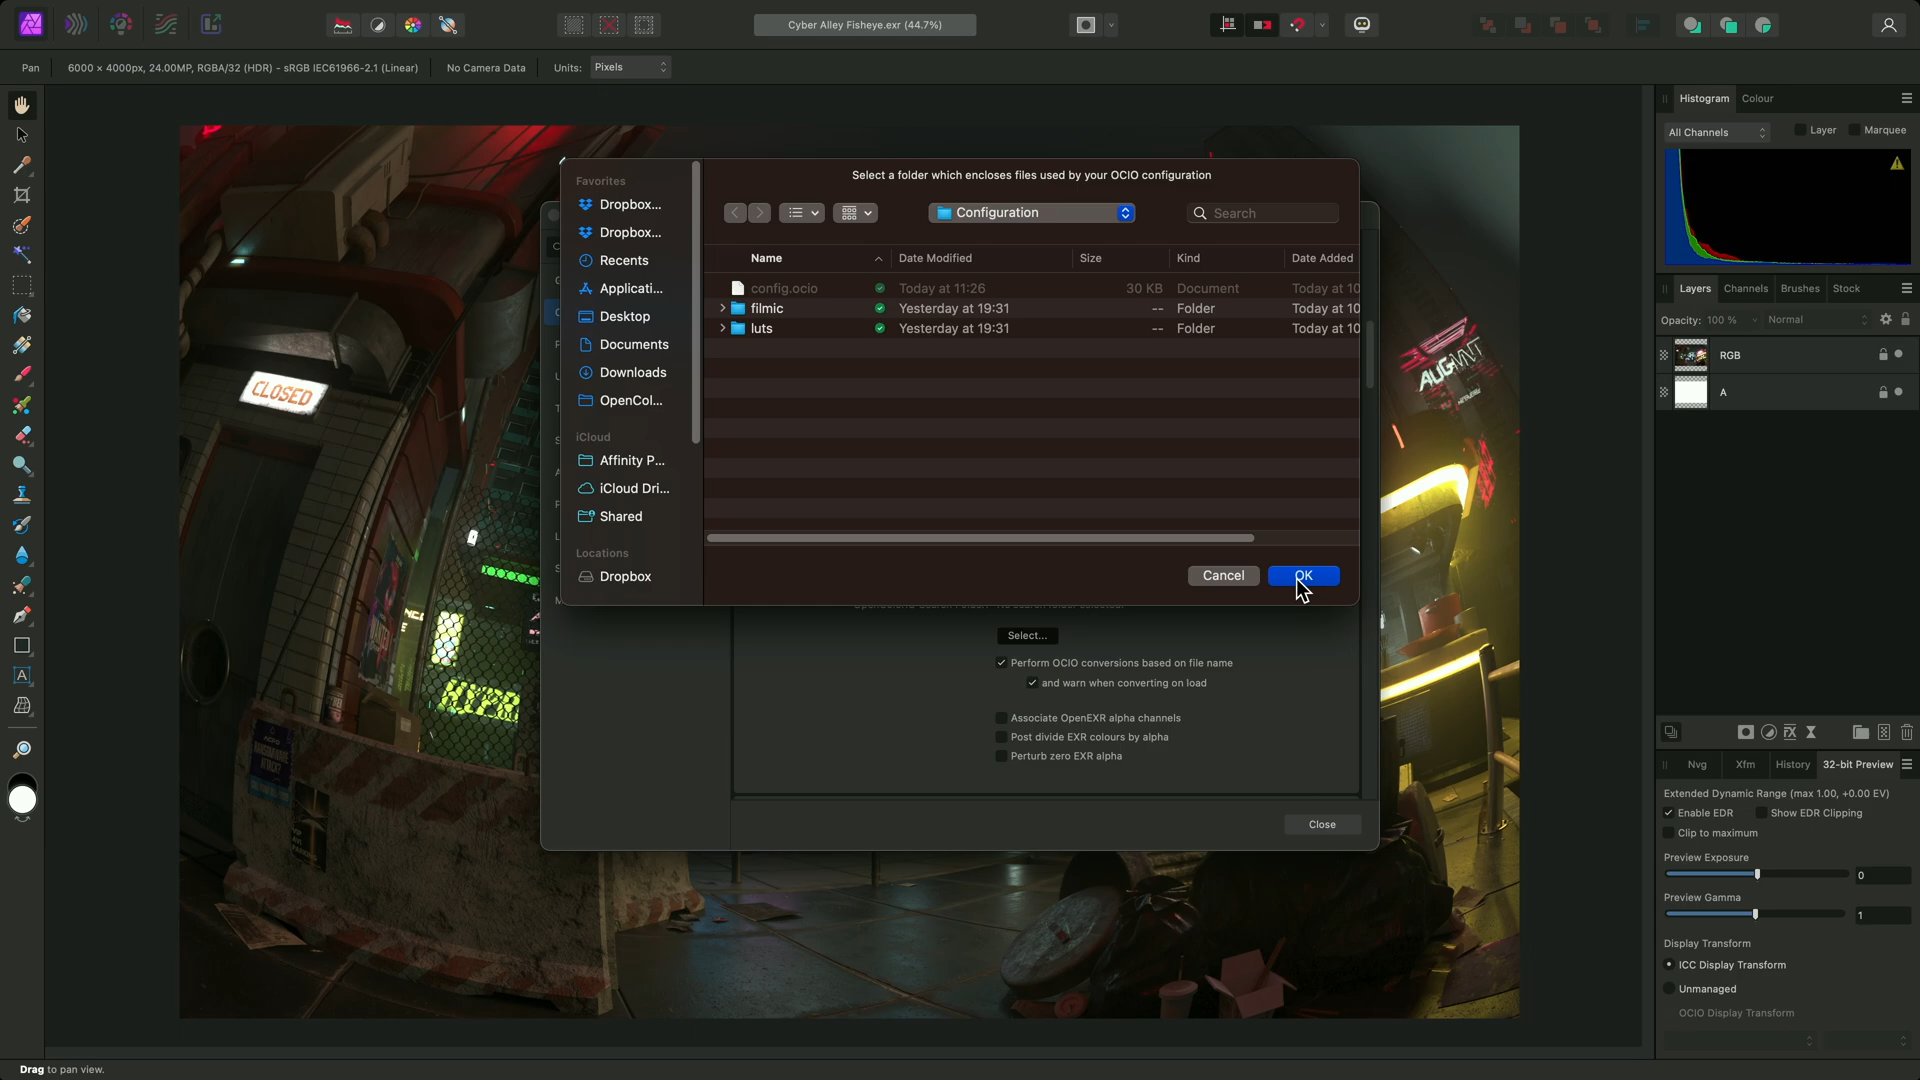 Cyber Alley Fisheye.exr (44.7%)
Pan
6000 × 4000px, 24.00MP, RGBA/32 (HDR) - sRGB IEC61966-2.1 (Linear)
No Camera Data
Units:
Pixels
Histogram
Colour
All Channels
Layer
Marquee
Layers
Channels
Brushes
Stock
Opacity:
100 %
Normal
RGB
A
Nvg
Xfm
History
32-bit Preview
Extended Dynamic Range (max 1.00, +0.00 EV)
Enable EDR
Show EDR Clipping
Clip to maximum
Preview Exposure
0
Preview Gamma
1
Display Transform
ICC Display Transform
Unmanaged
OCIO Display Transform
Select a folder which encloses files used by your OCIO configuration
Configuration
Search
Favorites
Dropbox...
Dropbox...
Recents
Applicati...
Desktop
Documents
Downloads
OpenCol...
iCloud
Affinity P...
iCloud Dri...
Shared
Locations
Dropbox
Name
Date Modified
Size
Kind
Date Added
config.ocio
Today at 11:26
30 KB
Document
Today at 10
filmic
Yesterday at 19:31
--
Folder
Today at 10
luts
Yesterday at 19:31
--
Folder
Today at 10
Cancel
OK
Select...
Perform OCIO conversions based on file name
and warn when converting on load
Associate OpenEXR alpha channels
Post divide EXR colours by alpha
Perturb zero EXR alpha
Close
CLOSED
Drag to pan view.